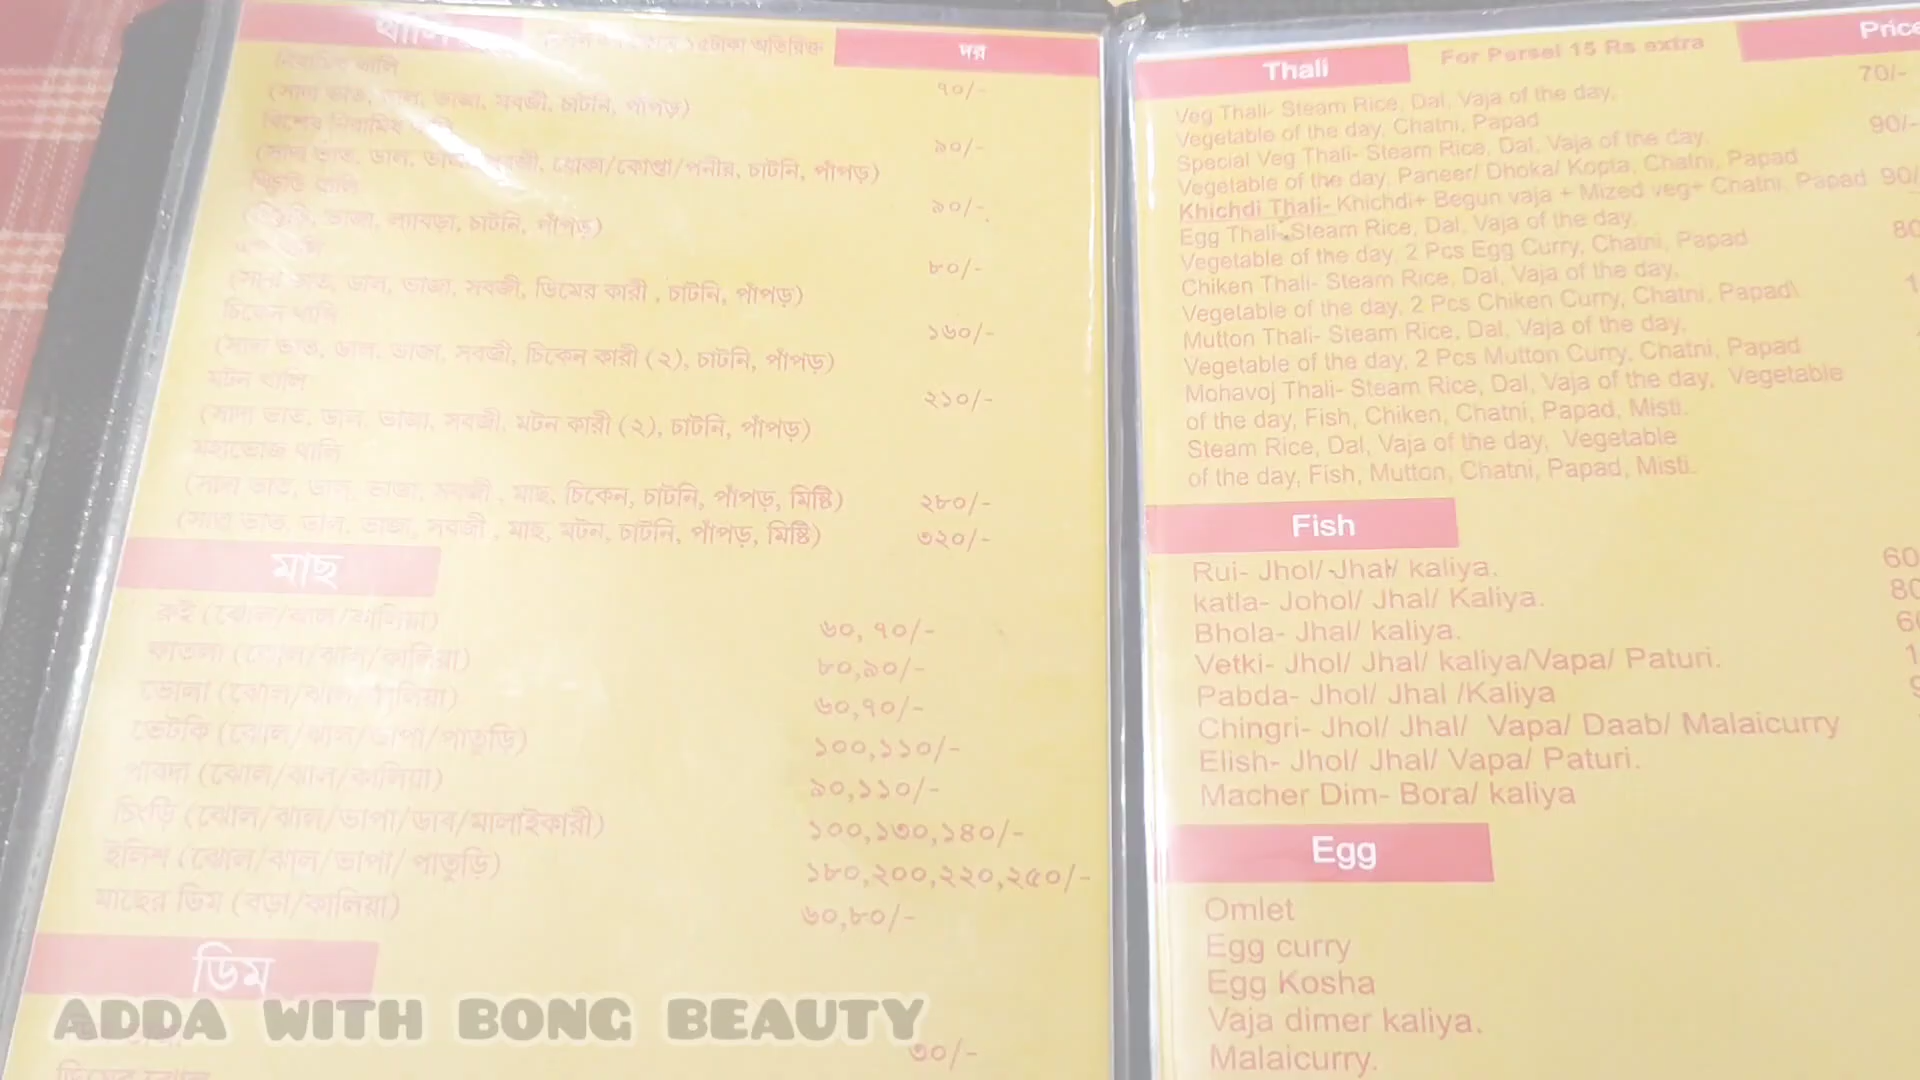 থালি ১৫টাকা অতিরিক্ত দর
নিরামিষ থালি
৭০/-
(সাদা ভাত, ডাল, ভাজা, সবজী, চাটনি, পাঁপড়)
বিশেষ নিরামিষ থালি
৯০/-
(সাদা ভাত, ডাল, ভাজা, সবজী, ধোকা/কোপ্তা/পনীর, চাটনি, পাঁপড়)
খিচুড়ি থালি
৯০/-
(খিচুড়ি, ভাজা, ল্যাবড়া, চাটনি, পাঁপড়)
থালি
৮০/-
(সাদা ভাত, ডাল, ভাজা, সবজী, ডিমের কারী , চাটনি, পাঁপড়)
চিকেন থালি
১৬০/-
(সাদা ভাত, ডাল, ভাজা, সবজী, চিকেন কারী (২), চাটনি, পাঁপড়)
মটন থালি
২১০/-
(সাদা ভাত, ডাল, ভাজা, সবজী, মটন কারী (২), চাটনি, পাঁপড়)
মহাভোজ থালি
(সাদা ভাত, ডাল, ভাজা, সবজী , মাছ, চিকেন, চাটনি, পাঁপড়, মিষ্টি) ২৮০/-
(সাদা ভাত, ডাল, ভাজা, সবজী , মাছ, মটন, চাটনি, পাঁপড়, মিষ্টি) ৩২০/-
মাছ
রুই (ঝোল/ঝাল/কালিয়া) ৬০, ৭০/-
কাতলা (ঝোল/ঝাল/কালিয়া) ৮০,৯০/-
ভোলা (ঝোল/ঝাল/কালিয়া) ৬০,৭০/-
ভেটকি (ঝোল/ঝাল/ভাপা/পাতুড়ি) ১০০,১১০/-
পাবদা (ঝোল/ঝাল/কালিয়া) ৯০,১১০/-
চিংড়ি (ঝোল/ঝাল/ভাপা/ডাব/মালাইকারী) ১০০,১৩০,১৪০/-
ইলিশ (ঝোল/ঝাল/ভাপা/ পাতুড়ি) ১৮০,২০০,২২০,২৫০/-
মাছের ডিম (বড়া/কালিয়া) ৬০,৮০/-
ডিম
৩০/-
ডিমের ঝোল
Thali For Persel 15 Rs extra Price
70/-
Veg Thali- Steam Rice, Dal, Vaja of the day,
Vegetable of the day, Chatni, Papad
90/-
Special Veg Thali- Steam Rice, Dal, Vaja of the day,
Vegetable of the day, Paneer/ Dhoka/ Kopta, Chatni, Papad
Khichdi Thali- Khichdi+ Begun vaja + Mized veg+ Chatni, Papad 90/
Egg Thali- Steam Rice, Dal, Vaja of the day,
80
Vegetable of the day, 2 Pcs Egg Curry, Chatni, Papad
Chiken Thali- Steam Rice, Dal, Vaja of the day,
Vegetable of the day, 2 Pcs Chiken Curry, Chatni, Papad\
Mutton Thali- Steam Rice, Dal, Vaja of the day,
Vegetable of the day, 2 Pcs Mutton Curry, Chatni, Papad
Mohavoj Thali- Steam Rice, Dal, Vaja of the day, Vegetable
of the day, Fish, Chiken, Chatni, Papad, Misti.
Steam Rice, Dal, Vaja of the day, Vegetable
of the day, Fish, Mutton, Chatni, Papad, Misti.
Fish
Rui- Jhol/ Jhal/ kaliya. 60
katla- Johol/ Jhal/ Kaliya. 80
Bhola- Jhal/ kaliya. 60
Vetki- Jhol/ Jhal/ kaliya/Vapa/ Paturi.
Pabda- Jhol/ Jhal /Kaliya
Chingri- Jhol/ Jhal/ Vapa/ Daab/ Malaicurry
Elish- Jhol/ Jhal/ Vapa/ Paturi.
Macher Dim- Bora/ kaliya
Egg
Omlet
Egg curry
Egg Kosha
Vaja dimer kaliya.
Malaicurry.
ADDA WITH BONG BEAUTY